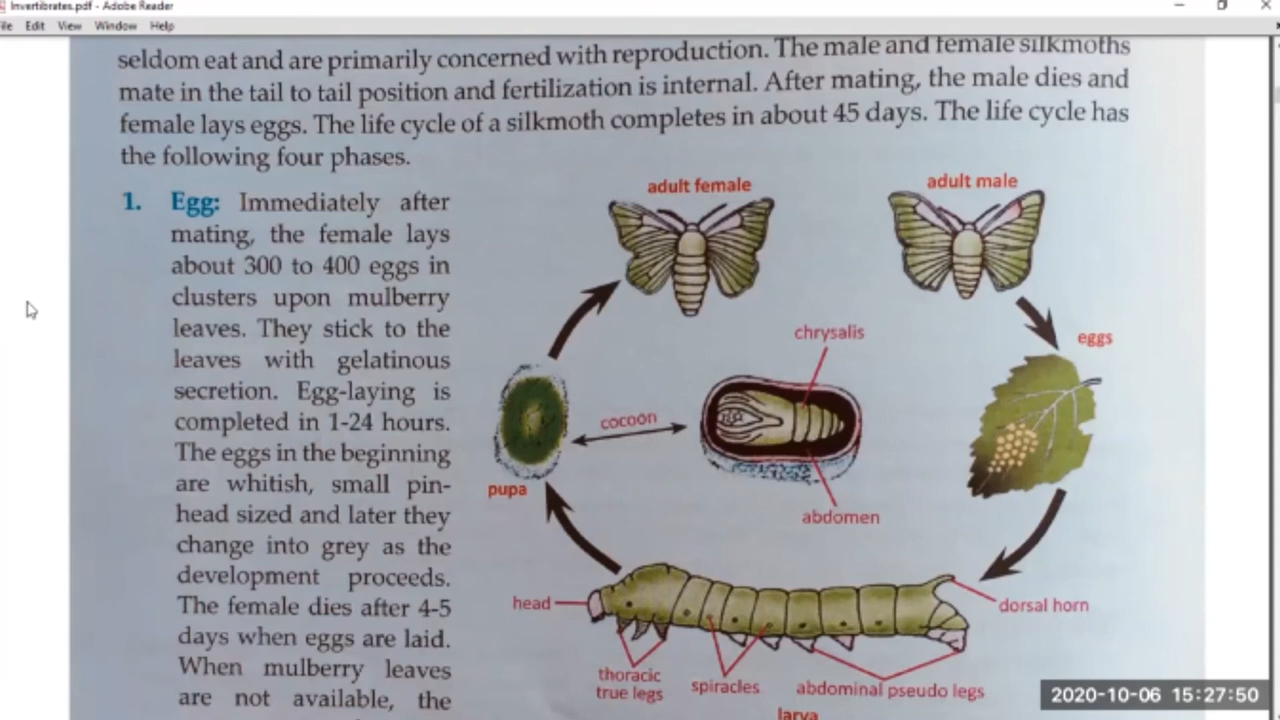 Invertibrates.pdf - Adobe Reader
File Edit View Window Help
seldom eat and are primarily concerned with reproduction. The male and female silkmoths
mate in the tail to tail position and fertilization is internal. After mating, the male dies and
female lays eggs. The life cycle of a silkmoth completes in about 45 days. The life cycle has
the following four phases.
1. Egg: Immediately after
mating, the female lays
about 300 to 400 eggs in
clusters upon mulberry
leaves. They stick to the
leaves with gelatinous
secretion. Egg-laying is
completed in 1-24 hours.
The eggs in the beginning
are whitish, small pin-
head sized and later they
change into grey as the
development proceeds.
The female dies after 4-5
days when eggs are laid.
When mulberry leaves
are not available, the
adult female
adult male
chrysalis
eggs
cocoon
pupa
abdomen
head
dorsal horn
thoracic
true legs
spiracles
abdominal pseudo legs
larva
2020-10-06 15:27:50